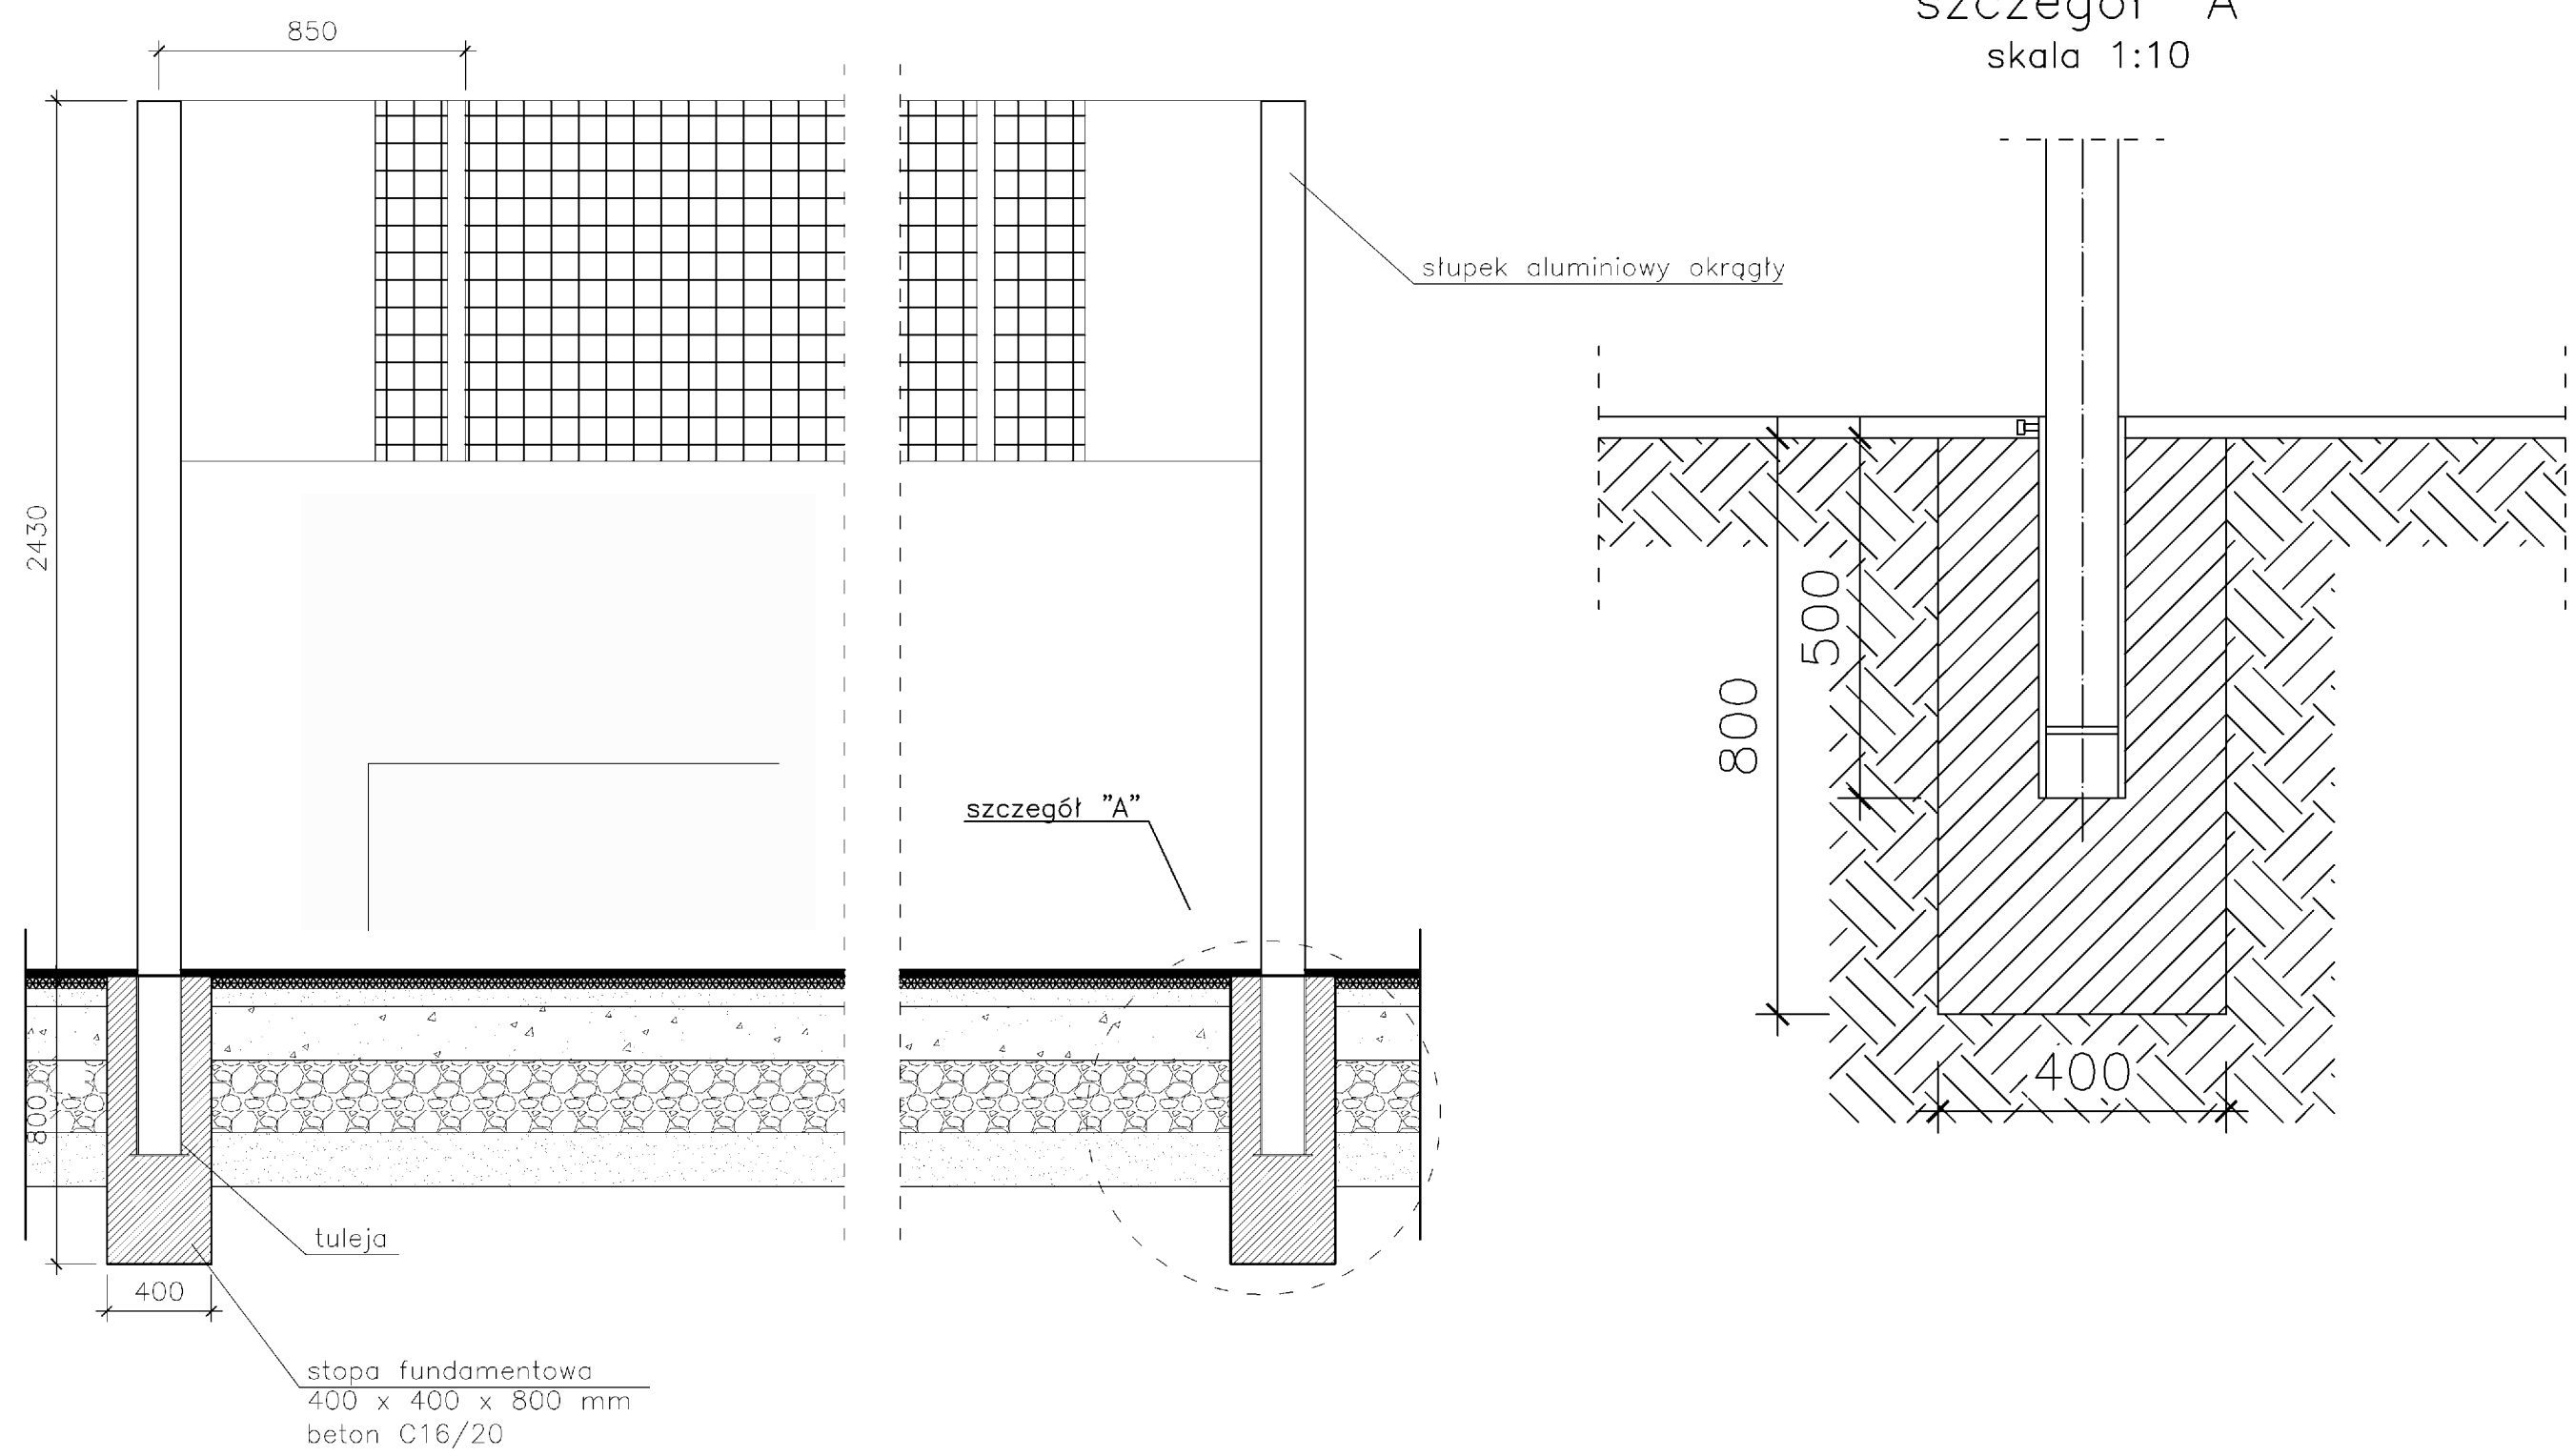 850
szczegół "A"
skala 1:10
2430
słupek aluminiowy okrągły
500
800
szczegół "A"
400
800
tuleja
400
stopa fundamentowa
400 x 400 x 800 mm
beton C16/20